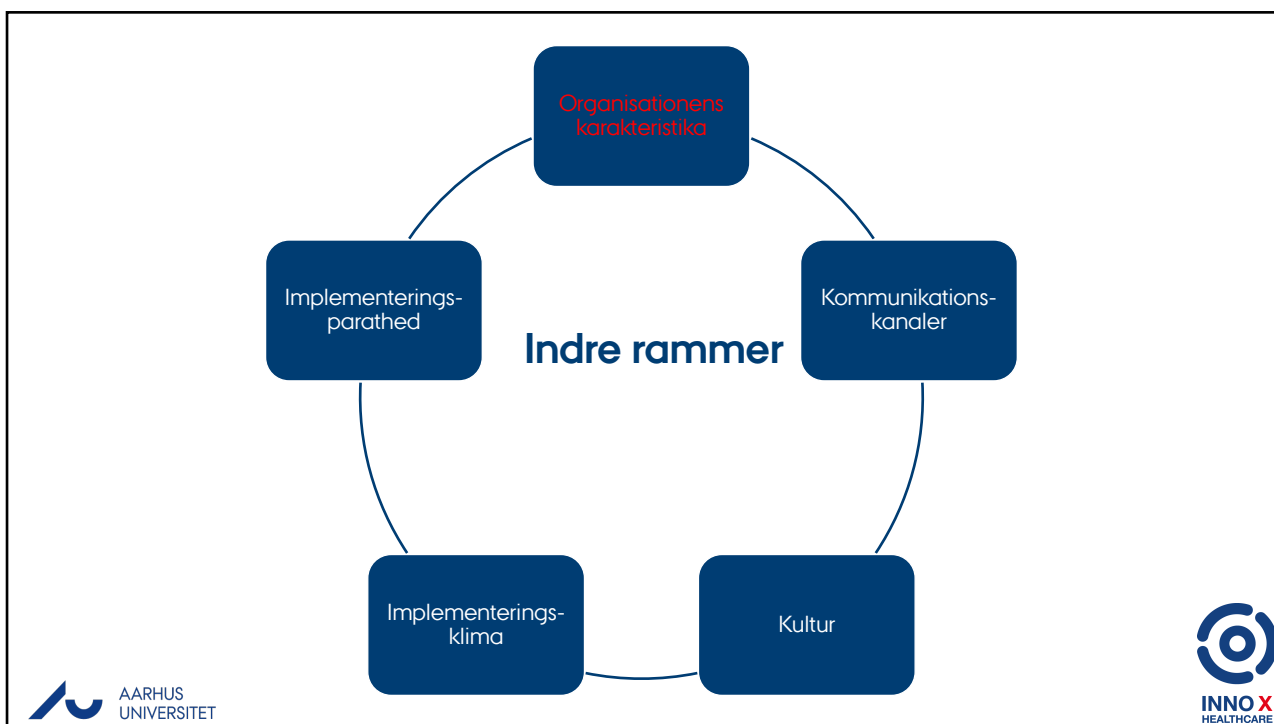 Organisationens
karakteristika
Implementerings-
parathed
Kommunikations-
kanaler
Indre rammer
Implementerings-
klima
Kultur
AARHUS
UNIVERSITET
INNO X
HEALTHCARE